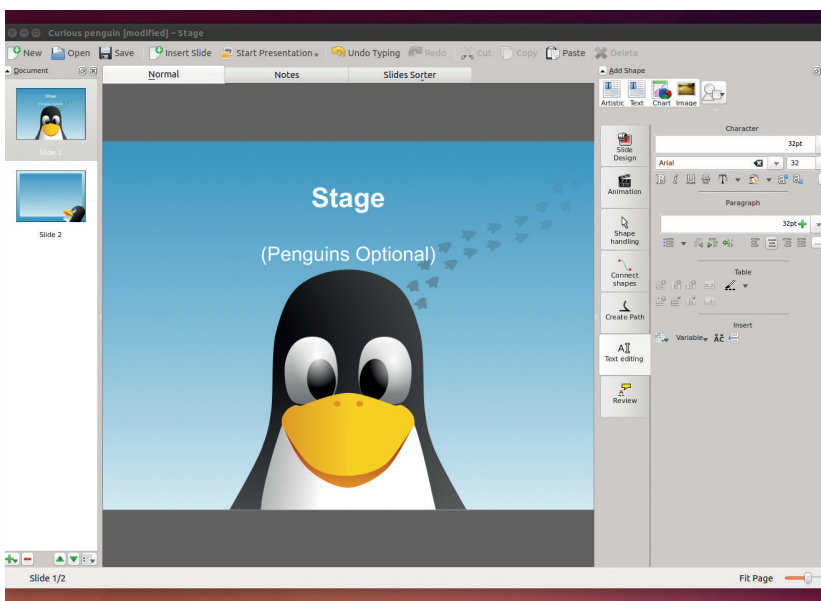 Curious penguin [modified] – Stage
New Open Save Insert Slide Start Presentation Undo Typing Redo Cut Copy Paste Delete
Document
Normal Notes Slides Sorter
Add Shape
Stage
Slide 1
Slide 2
Stage
(Penguins Optional)
Artistic Text Chart Image
Slide
Design
Animation
Shape
handling
Connect
shapes
Create Path
Text editing
Review
Character
32pt
Arial 32
Paragraph
32pt
Table
Insert
Variable
Slide 1/2
Fit Page